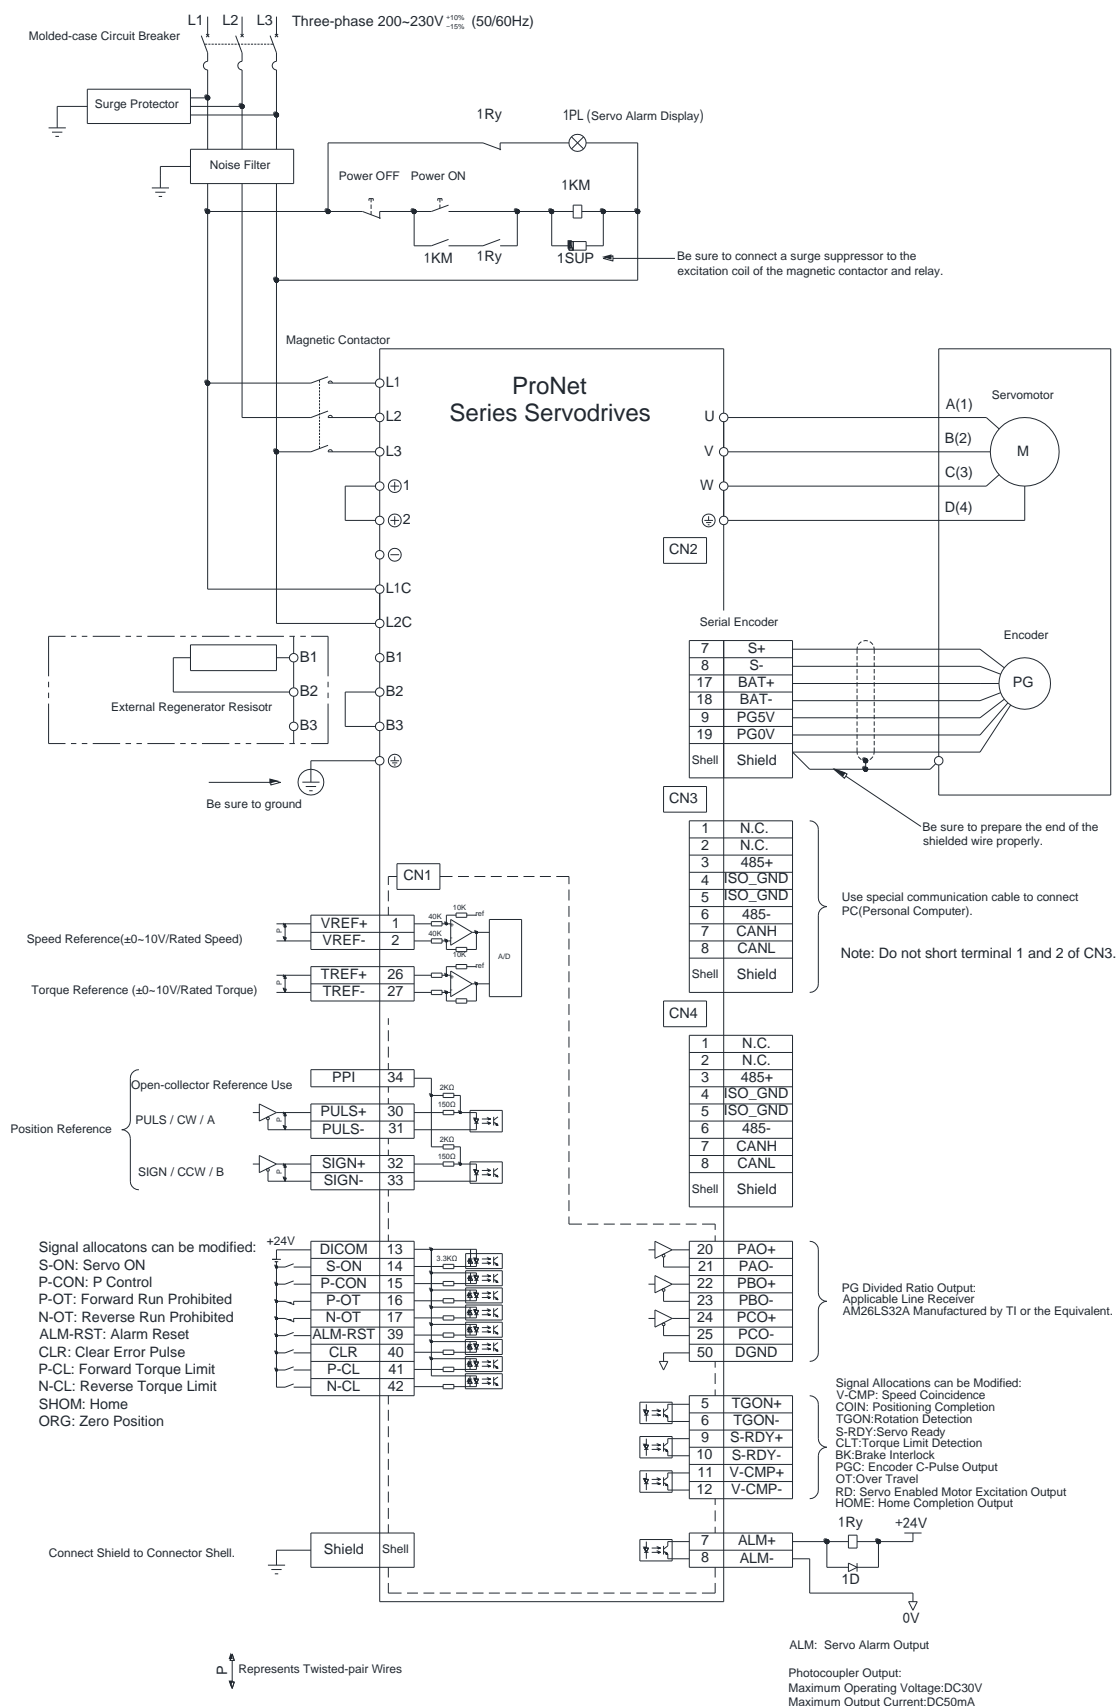 L1 L2 L3 Three-phase 200~230V +10% -15% (50/60Hz)
Molded-case Circuit Breaker
Surge Protector
1Ry 1PL (Servo Alarm Display)
Noise Filter
Power OFF Power ON 1KM
1KM 1Ry 1SUP
Be sure to connect a surge suppressor to the
excitation coil of the magnetic contactor and relay.
Magnetic Contactor
ProNet
Series Servodrives
L1
L2
L3
⊕1
⊕2
⊖
L1C
L2C
B1
B2
B3
B1
B2
B3
External Regenerator Resisotr
Be sure to ground
U
V
W
A(1)
B(2)
C(3)
D(4)
Servomotor
M
CN2
Serial Encoder
7 S+
8 S-
17 BAT+
18 BAT-
9 PG5V
19 PG0V
Shell Shield
Encoder
PG
Be sure to prepare the end of the
shielded wire properly.
CN3
1 N.C.
2 N.C.
3 485+
4 ISO_GND
5 ISO_GND
6 485-
7 CANH
8 CANL
Shell Shield
Use special communication cable to connect
PC(Personal Computer).
Note: Do not short terminal 1 and 2 of CN3.
CN4
1 N.C.
2 N.C.
3 485+
4 ISO_GND
5 ISO_GND
6 485-
7 CANH
8 CANL
Shell Shield
CN1
Speed Reference(±0~10V/Rated Speed)
P
VREF+ 1
VREF- 2
40K
40K
10K
10K
ref
A/D
Torque Reference (±0~10V/Rated Torque)
P
TREF+ 26
TREF- 27
ref
Position Reference
Open-collector Reference Use
PULS / CW / A
SIGN / CCW / B
P
P
PPI 34
PULS+ 30
PULS- 31
SIGN+ 32
SIGN- 33
2KΩ
150Ω
2KΩ
150Ω
Signal allocatons can be modified:
S-ON: Servo ON
P-CON: P Control
P-OT: Forward Run Prohibited
N-OT: Reverse Run Prohibited
ALM-RST: Alarm Reset
CLR: Clear Error Pulse
P-CL: Forward Torque Limit
N-CL: Reverse Torque Limit
SHOM: Home
ORG: Zero Position
+24V
DICOM 13
S-ON 14
P-CON 15
P-OT 16
N-OT 17
ALM-RST 39
CLR 40
P-CL 41
N-CL 42
3.3KΩ
20 PAO+
21 PAO-
22 PBO+
23 PBO-
24 PCO+
25 PCO-
50 DGND
PG Divided Ratio Output:
Applicable Line Receiver
AM26LS32A Manufactured by TI or the Equivalent.
5 TGON+
6 TGON-
9 S-RDY+
10 S-RDY-
11 V-CMP+
12 V-CMP-
Signal Allocations can be Modified:
V-CMP: Speed Coincidence
COIN: Positioning Completion
TGON:Rotation Detection
S-RDY:Servo Ready
CLT:Torque Limit Detection
BK:Brake Interlock
PGC: Encoder C-Pulse Output
OT:Over Travel
RD: Servo Enabled Motor Excitation Output
HOME: Home Completion Output
Connect Shield to Connector Shell.
Shield Shell
7 ALM+
8 ALM-
1Ry
+24V
1D
0V
ALM: Servo Alarm Output
P Represents Twisted-pair Wires
Photocoupler Output:
Maximum Operating Voltage:DC30V
Maximum Output Current:DC50mA